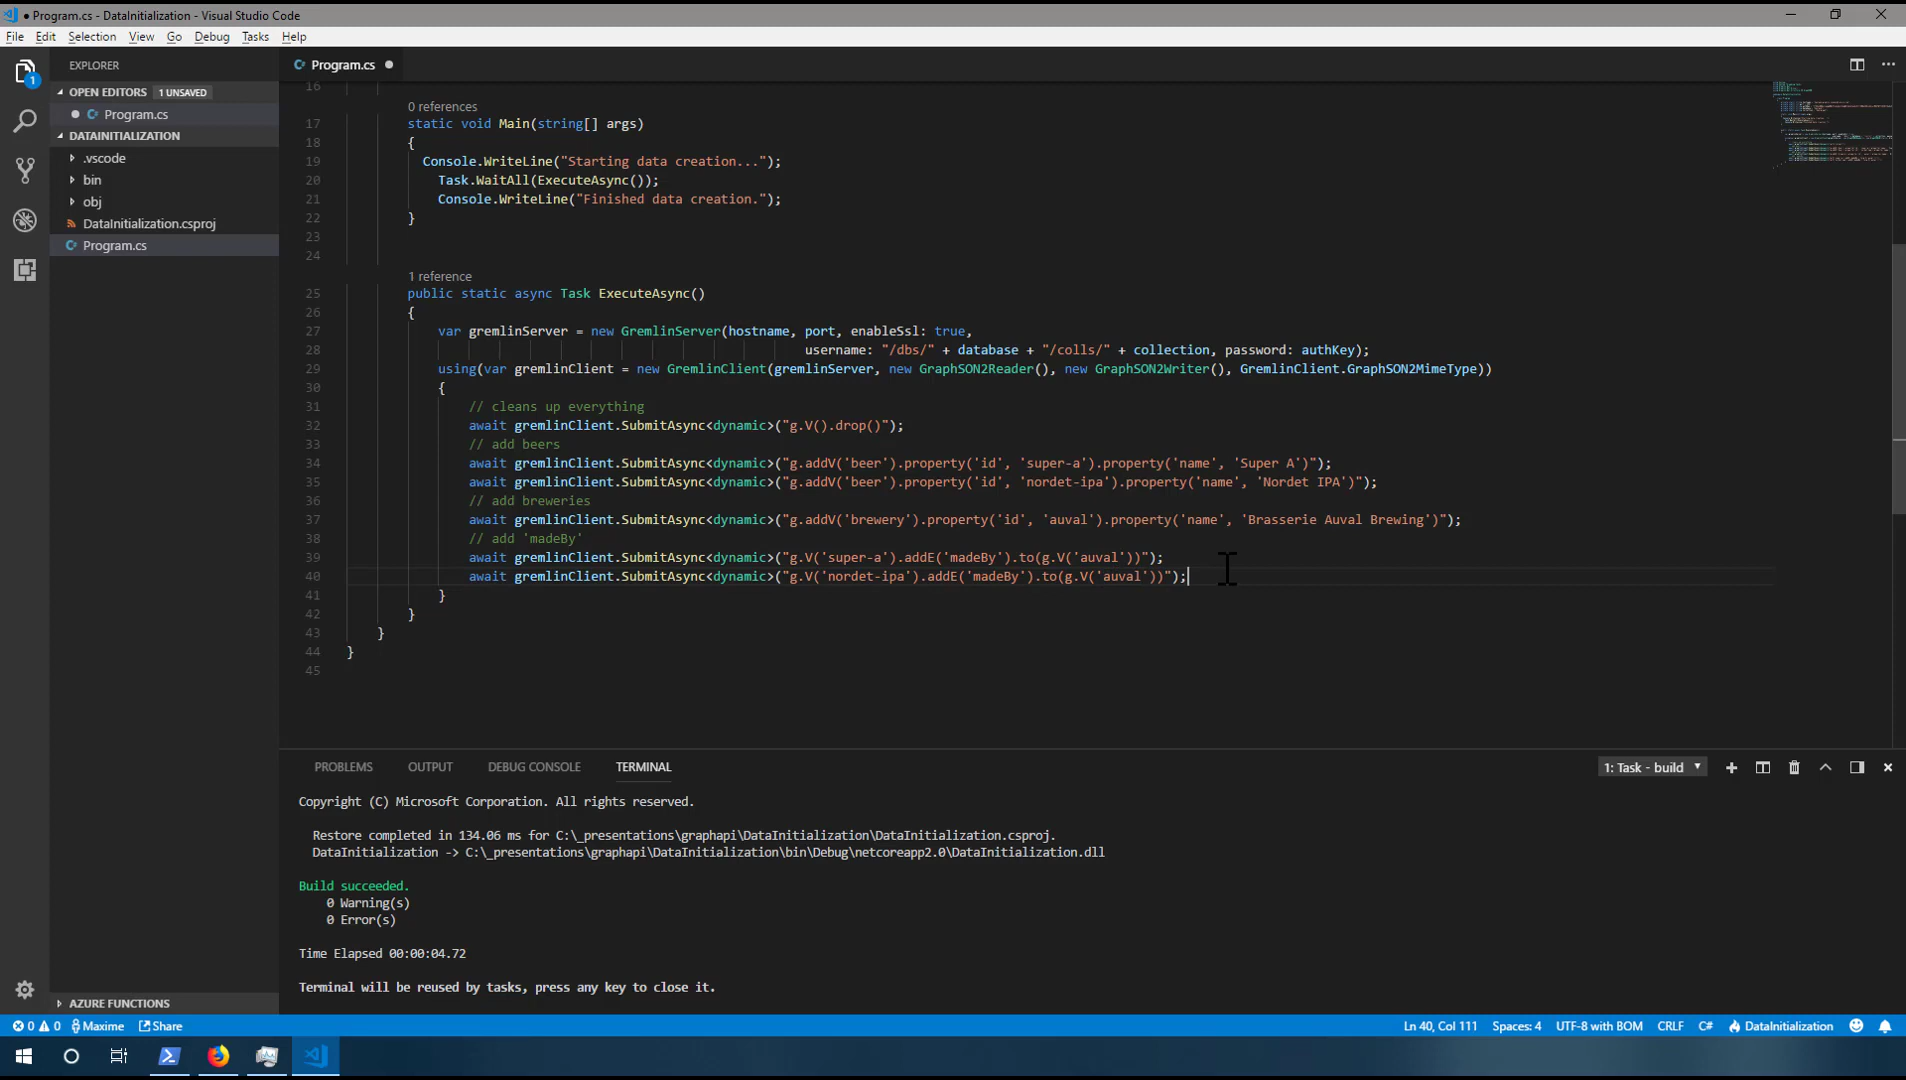 ● Program.cs - DataInitialization - Visual Studio Code
File Edit Selection View Go Debug Tasks Help
EXPLORER
OPEN EDITORS 1 UNSAVED
Program.cs
DATAINITIALIZATION
.vscode
bin
obj
DataInitialization.csproj
Program.cs
AZURE FUNCTIONS
1
Program.cs
16
0 references
17 static void Main(string[] args)
18 {
19 Console.WriteLine("Starting data creation...");
20 Task.WaitAll(ExecuteAsync());
21 Console.WriteLine("Finished data creation.");
22 }
23
24
1 reference
25 public static async Task ExecuteAsync()
26 {
27 var gremlinServer = new GremlinServer(hostname, port, enableSsl: true,
28 username: "/dbs/" + database + "/colls/" + collection, password: authKey);
29 using(var gremlinClient = new GremlinClient(gremlinServer, new GraphSON2Reader(), new GraphSON2Writer(), GremlinClient.GraphSON2MimeType))
30 {
31 // cleans up everything
32 await gremlinClient.SubmitAsync<dynamic>("g.V().drop()");
33 // add beers
34 await gremlinClient.SubmitAsync<dynamic>("g.addV('beer').property('id', 'super-a').property('name', 'Super A')");
35 await gremlinClient.SubmitAsync<dynamic>("g.addV('beer').property('id', 'nordet-ipa').property('name', 'Nordet IPA')");
36 // add breweries
37 await gremlinClient.SubmitAsync<dynamic>("g.addV('brewery').property('id', 'auval').property('name', 'Brasserie Auval Brewing')");
38 // add 'madeBy'
39 await gremlinClient.SubmitAsync<dynamic>("g.V('super-a').addE('madeBy').to(g.V('auval'))");
40 await gremlinClient.SubmitAsync<dynamic>("g.V('nordet-ipa').addE('madeBy').to(g.V('auval'))");
41 }
42 }
43 }
44 }
45
PROBLEMS OUTPUT DEBUG CONSOLE TERMINAL 1: Task - build
Copyright (C) Microsoft Corporation. All rights reserved.
Restore completed in 134.06 ms for C:\_presentations\graphapi\DataInitialization\DataInitialization.csproj.
DataInitialization -> C:\_presentations\graphapi\DataInitialization\bin\Debug\netcoreapp2.0\DataInitialization.dll
Build succeeded.
0 Warning(s)
0 Error(s)
Time Elapsed 00:00:04.72
Terminal will be reused by tasks, press any key to close it.
0 0 Maxime Share Ln 40, Col 111 Spaces: 4 UTF-8 with BOM CRLF C# DataInitialization